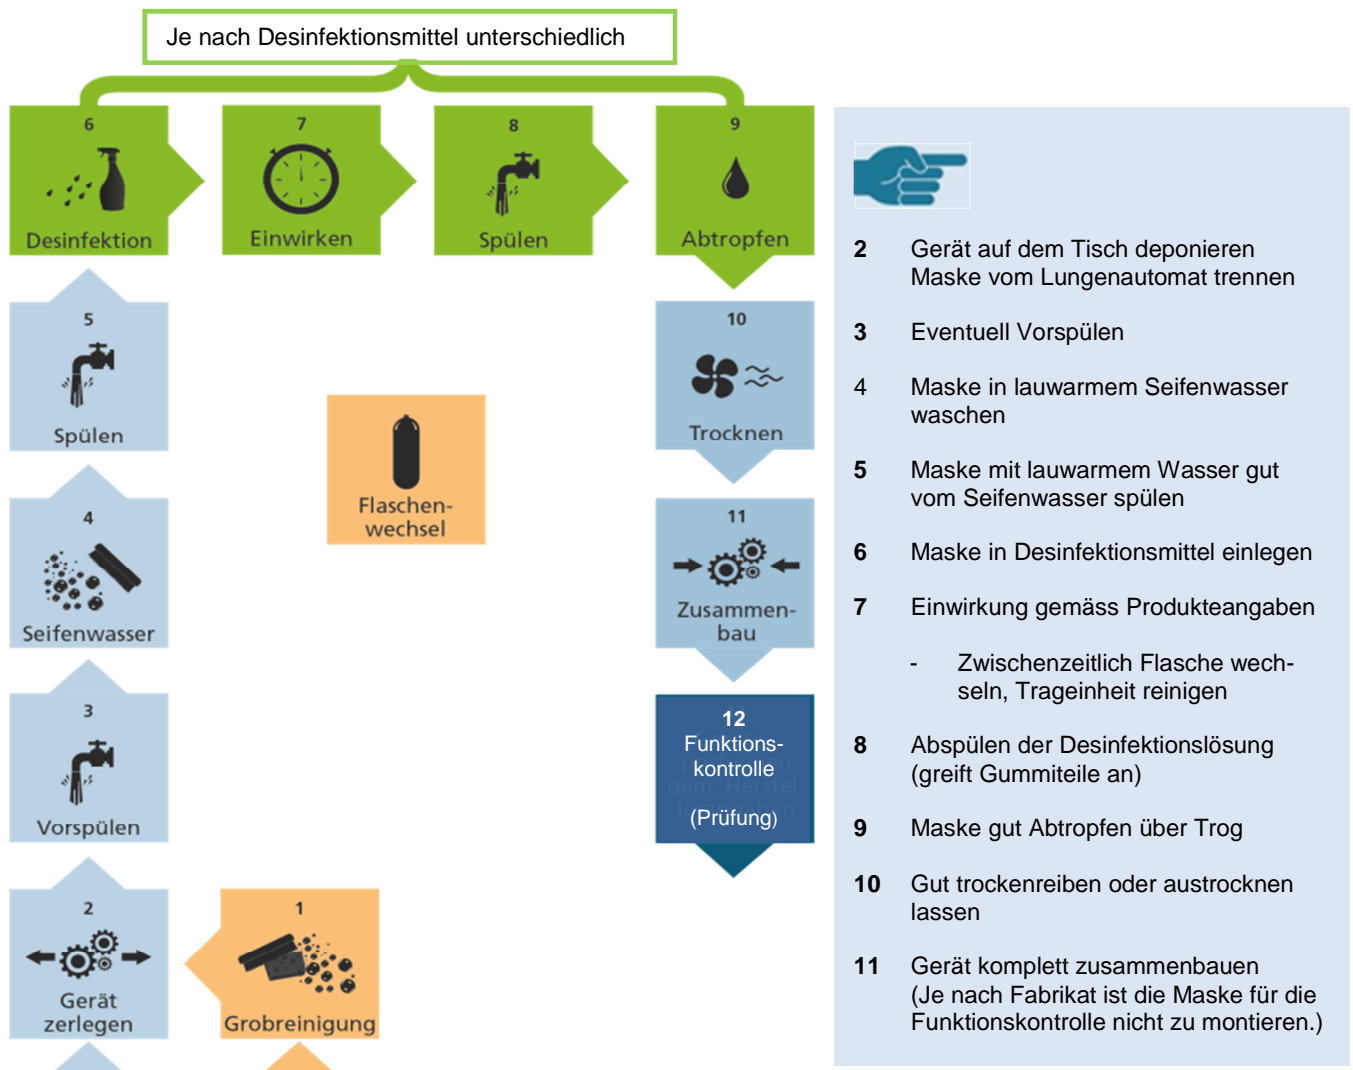 Je nach Desinfektionsmittel unterschiedlich
6
Desinfektion
7
Einwirken
8
Spülen
9
Abtropfen
5
Spülen
10
Trocknen
Flaschen-
wechsel
4
Seifenwasser
11
Zusammen-
bau
3
Vorspülen
12
Funktions-
kontrolle
(Prüfung)
2
Gerät
zerlegen
1
Grobreinigung
2 Gerät auf dem Tisch deponieren
Maske vom Lungenautomat trennen
3 Eventuell Vorspülen
4 Maske in lauwarmem Seifenwasser
waschen
5 Maske mit lauwarmem Wasser gut
vom Seifenwasser spülen
6 Maske in Desinfektionsmittel einlegen
7 Einwirkung gemäss Produkteangaben
- Zwischenzeitlich Flasche wech-
seln, Trageinheit reinigen
8 Abspülen der Desinfektionslösung
(greift Gummiteile an)
9 Maske gut Abtropfen über Trog
10 Gut trockenreiben oder austrocknen
lassen
11 Gerät komplett zusammenbauen
(Je nach Fabrikat ist die Maske für die
Funktionskontrolle nicht zu montieren.)